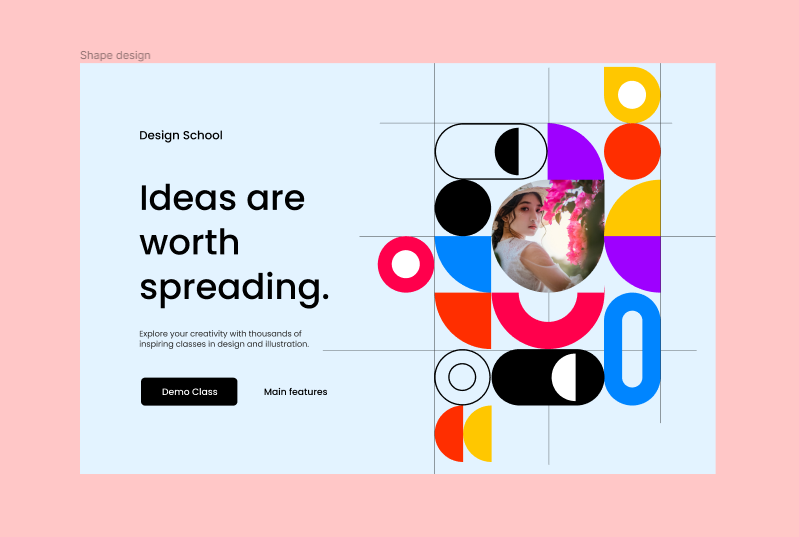 Shape design
Design School
Ideas are
worth
spreading.
Explore your creativity with thousands of
inspiring classes in design and illustration.
Demo Class
Main features